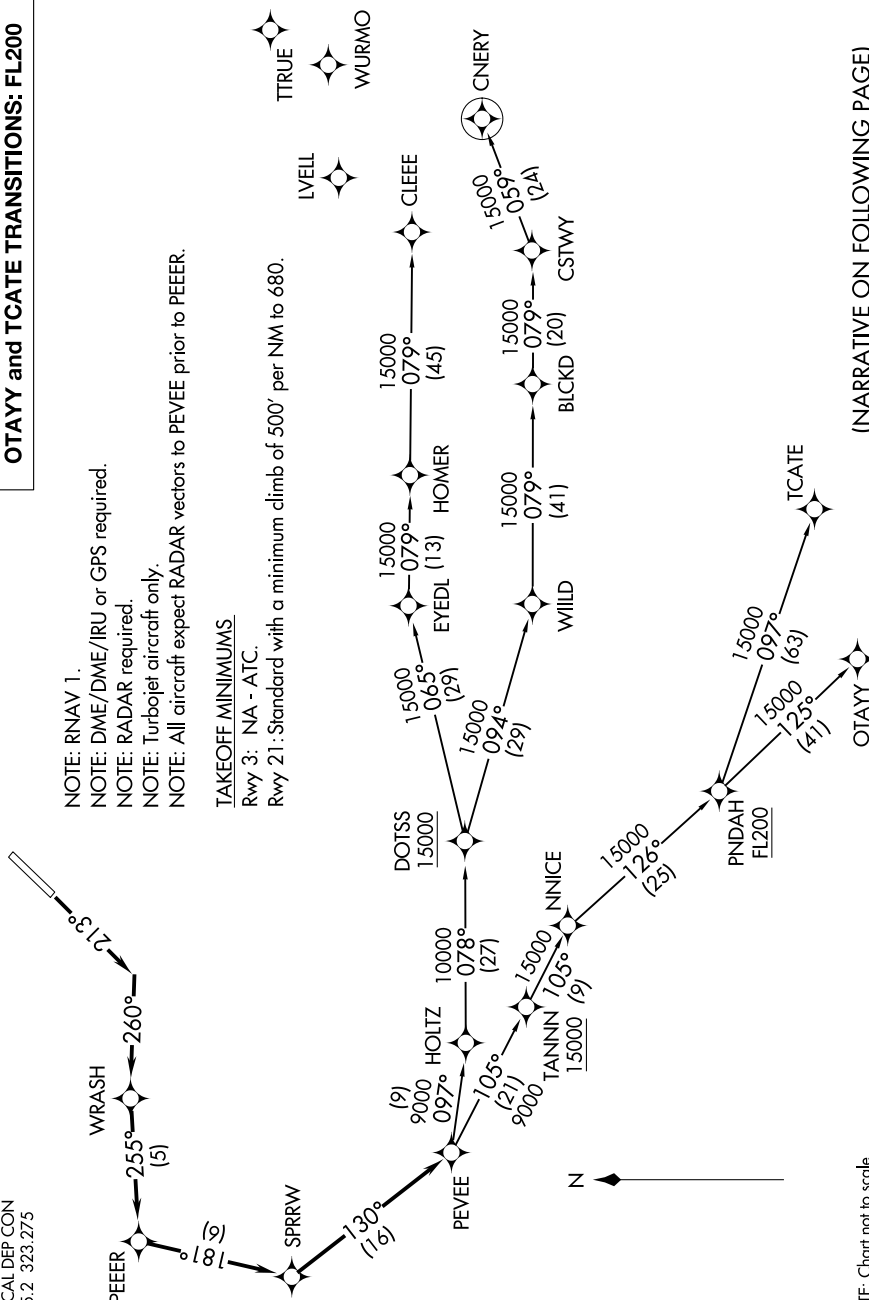 OTAYY and TCATE TRANSITIONS: FL200
CAL DEP CON
5.2 323.275
NOTE: RNAV 1.
NOTE: DME/DME/IRU or GPS required.
NOTE: RADAR required.
NOTE: Turbojet aircraft only.
NOTE: All aircraft expect RADAR vectors to PEVEE prior to PEEER.
TAKEOFF MINIMUMS
Rwy 3: NA - ATC.
Rwy 21: Standard with a minimum climb of 500' per NM to 680.
213°
260°
WRASH
255°
(5)
PEEER
181°
(6)
SPRRW
130°
(16)
PEVEE
(9)
9000
097°
HOLTZ
10000
078°
(27)
DOTSS
15000
15000
065°
(29)
EYEDL
15000
079°
(13)
HOMER
15000
079°
(45)
CLEEE
LVELL
TTRUE
WURMO
15000
094°
(29)
WIILD
15000
079°
(41)
BLCKD
15000
079°
(20)
CSTWY
15000
059°
(24)
CNERY
105°
(21)
9000
TANNN
15000
15000
105°
(9)
NNICE
15000
126°
(25)
PNDAH
FL200
15000
097°
(63)
TCATE
15000
125°
(41)
OTAYY
N
(NARRATIVE ON FOLLOWING PAGE)
TE: Chart not to scale